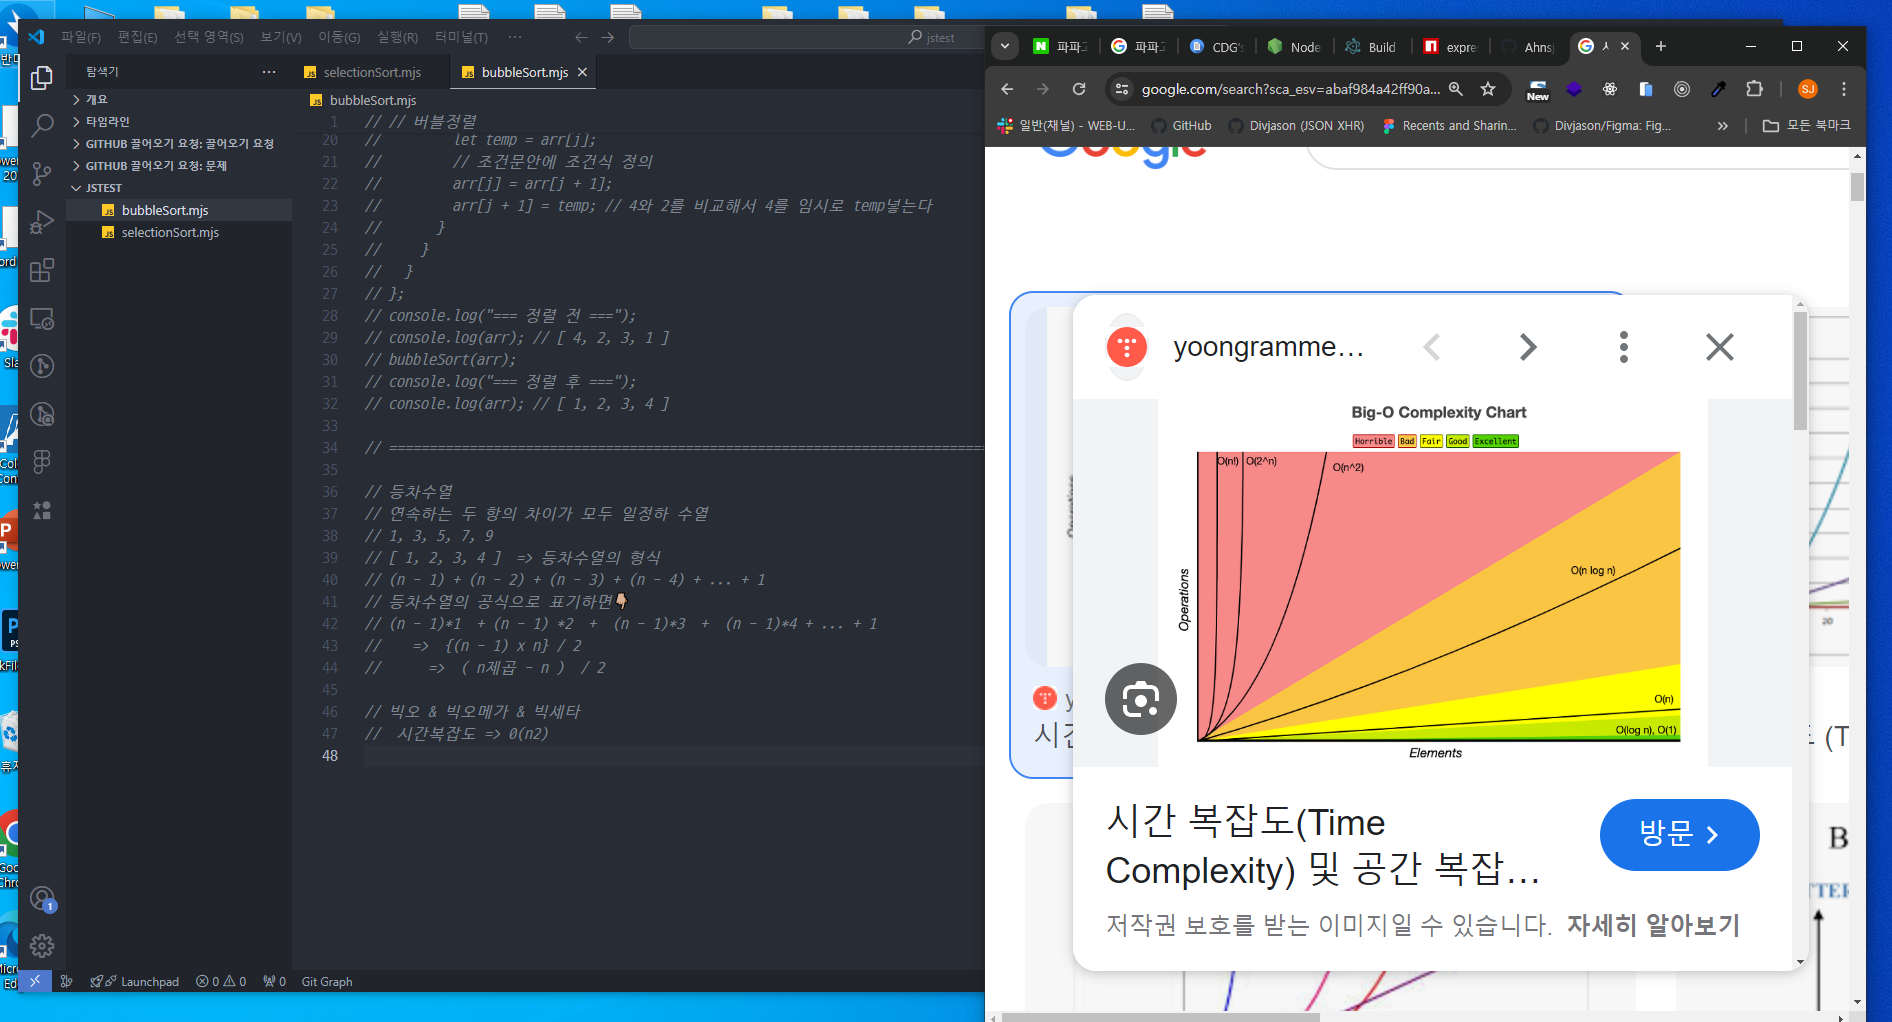 파일(F) 편집(E) 선택 영역(S) 보기(V) 이동(G) 실행(R) 터미널(T) ...
jstest
탐색기
개요
타임라인
GITHUB 끌어오기 요청: 끌어오기 요청
GITHUB 끌어오기 요청: 문제
JSTEST
bubbleSort.mjs
selectionSort.mjs
selectionSort.mjs
bubbleSort.mjs
bubbleSort.mjs
1 // // 버블정렬
20 // let temp = arr[j];
21 // // 조건문안에 조건식 정의
22 // arr[j] = arr[j + 1];
23 // arr[j + 1] = temp; // 4와 2를 비교해서 4를 임시로 temp넣는다
24 // }
25 // }
26 // }
27 // };
28 // console.log("=== 정렬 전 ===");
29 // console.log(arr); // [ 4, 2, 3, 1 ]
30 // bubbleSort(arr);
31 // console.log("=== 정렬 후 ===");
32 // console.log(arr); // [ 1, 2, 3, 4 ]
33
34 // ==============================================================================
35
36 // 등차수열
37 // 연속하는 두 항의 차이가 모두 일정하 수열
38 // 1, 3, 5, 7, 9
39 // [ 1, 2, 3, 4 ] => 등차수열의 형식
40 // (n - 1) + (n - 2) + (n - 3) + (n - 4) + ... + 1
41 // 등차수열의 공식으로 표기하면👇
42 // (n - 1)*1 + (n - 1) *2 + (n - 1)*3 + (n - 1)*4 + ... + 1
43 // => {(n - 1) x n} / 2
44 // => ( n제곱 - n ) / 2
45
46 // 빅오 & 빅오메가 & 빅세타
47 // 시간복잡도 => 0(n2)
48
1
Launchpad 0 0 0 Git Graph
파파고 파파고 CDG's Node Build expre Ahnsj
google.com/search?sca_esv=abaf984a42ff90a...
New
SJ
일반(채널) - WEB-U... GitHub Divjason (JSON XHR) Recents and Sharin... Divjason/Figma: Fig... » 모든 북마크
Google
yoongramme...
Big-O Complexity Chart
Horrible Bad Fair Good Excellent
O(n!) O(2^n) O(n^2)
O(n log n)
O(n)
O(log n), O(1)
Operations
Elements
20
시간 복잡도(Time
Complexity) 및 공간 복잡...
방문
저작권 보호를 받는 이미지일 수 있습니다. 자세히 알아보기